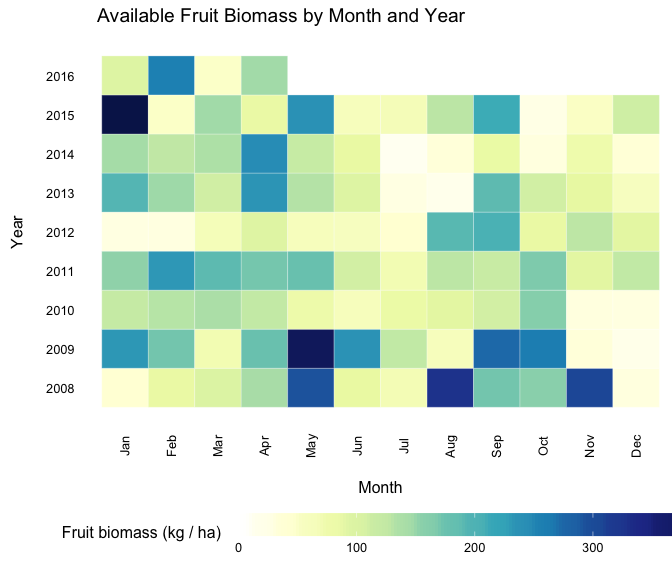 Available Fruit Biomass by Month and Year
2016
2015
2014
2013
2012
2011
2010
2009
2008
Year
Jan Feb Mar Apr May Jun Jul Aug Sep Oct Nov Dec
Month
Fruit biomass (kg / ha)
0 100 200 300